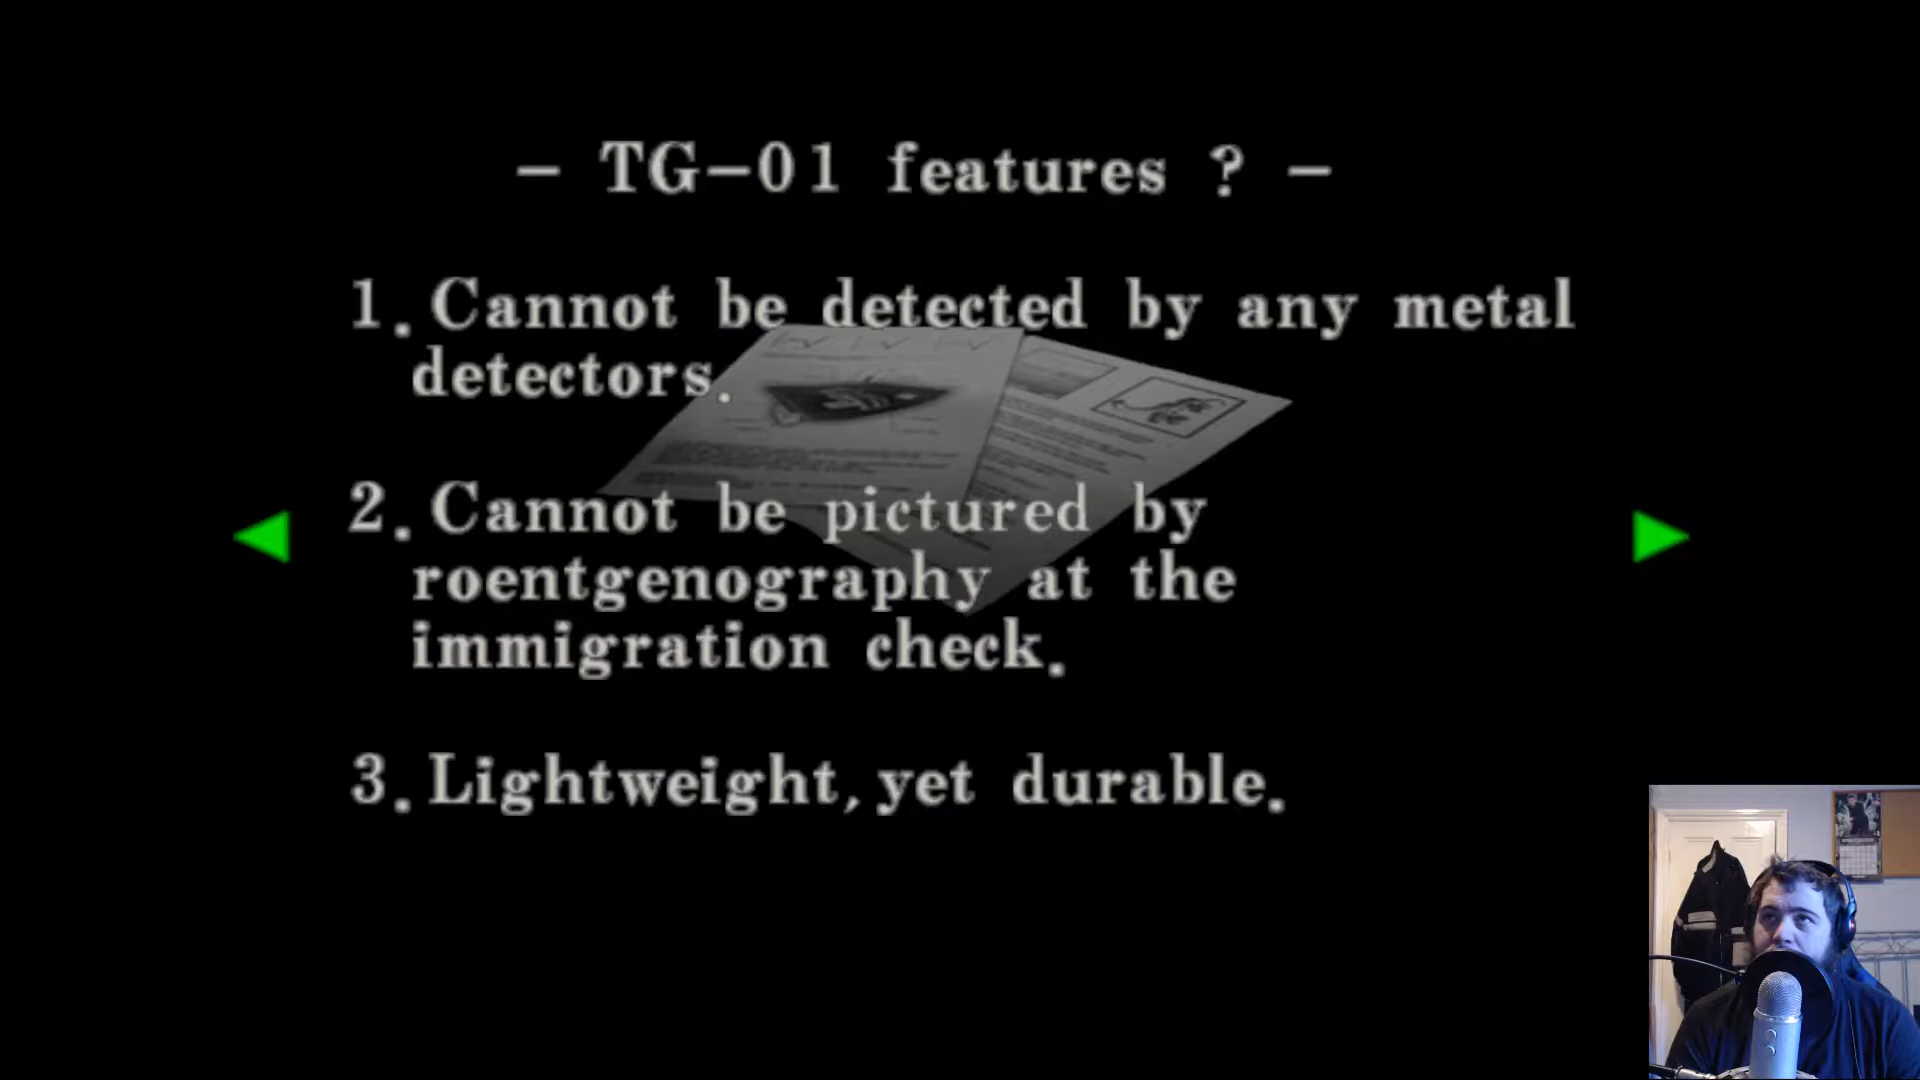 – TG–01 features ? –
1. Cannot be detected by any metal
detectors.
2. Cannot be pictured by
roentgenography at the
immigration check.
3. Lightweight, yet durable.